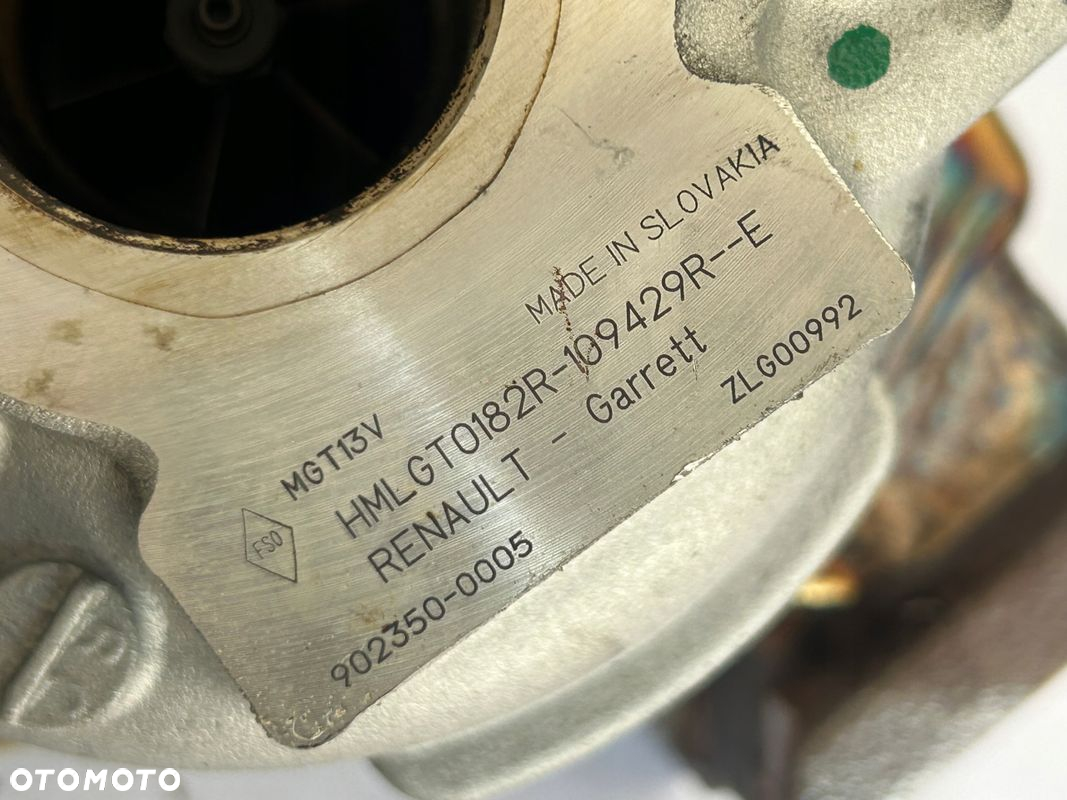 MADE IN SLOVAKIA
MGT13V
HMLGT0182R-109429R--E
FSO
RENAULT - Garrett
ZLG00992
902350-0005
OTOMOTO